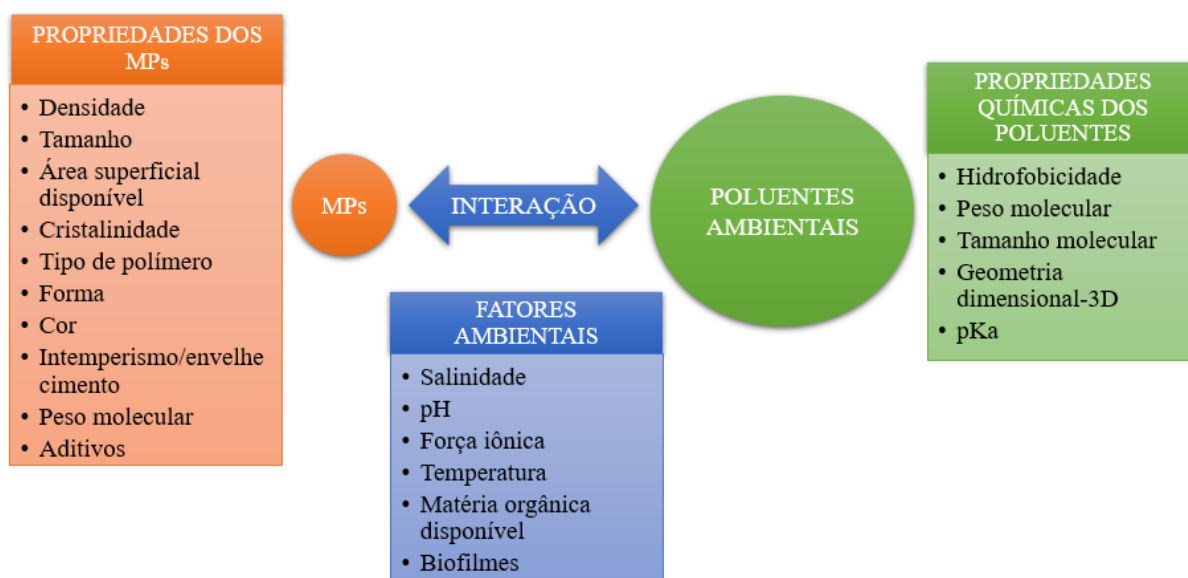 PROPRIEDADES DOS
MPs
• Densidade
• Tamanho
• Área superficial
disponível
• Cristalinidade
• Tipo de polímero
• Forma
• Cor
• Intemperismo/envelhe
cimento
• Peso molecular
• Aditivos
MPs
INTERAÇÃO
POLUENTES
AMBIENTAIS
FATORES
AMBIENTAIS
• Salinidade
• pH
• Força iônica
• Temperatura
• Matéria orgânica
disponível
• Biofilmes
PROPRIEDADES
QUÍMICAS DOS
POLUENTES
• Hidrofobicidade
• Peso molecular
• Tamanho molecular
• Geometria
dimensional-3D
• pKa